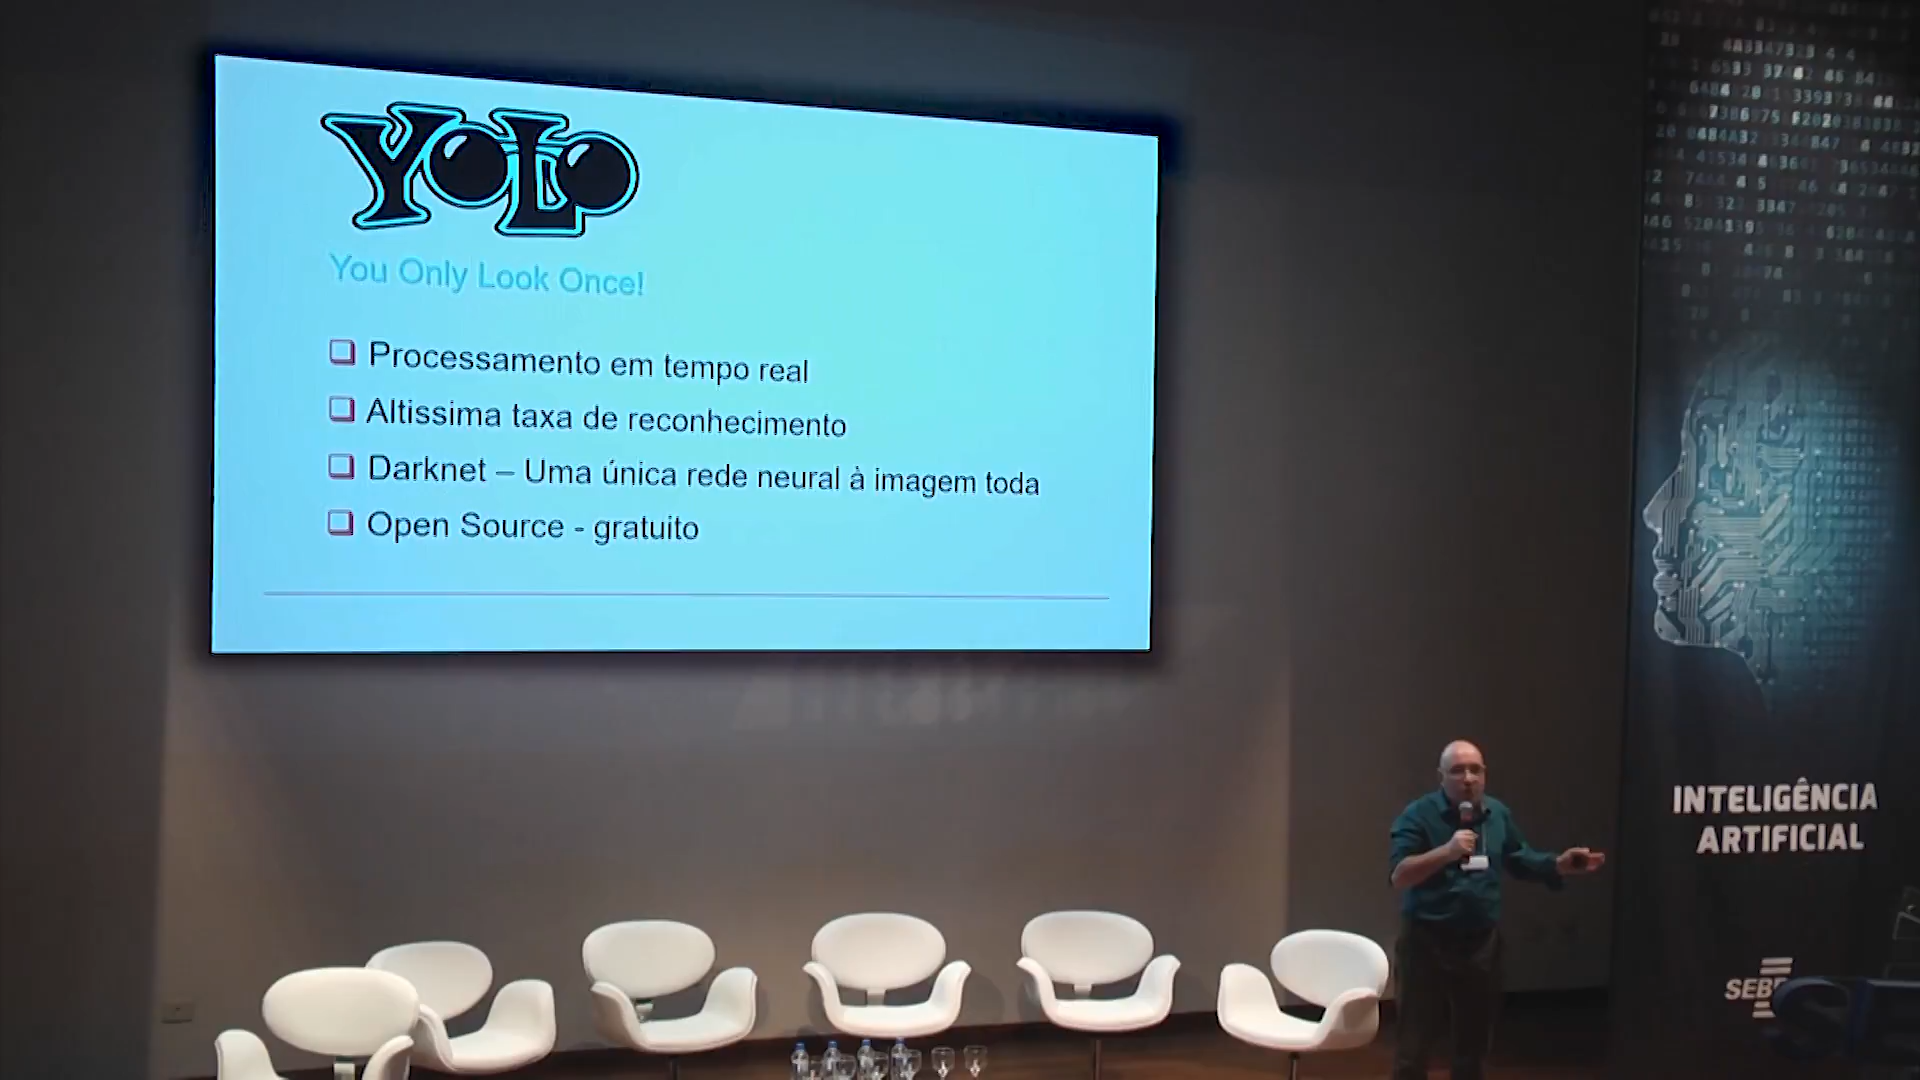 YOLO
You Only Look Once!
Processamento em tempo real
Altissima taxa de reconhecimento
Darknet – Uma única rede neural à imagem toda
Open Source - gratuito
INTELIGÊNCIA
ARTIFICIAL